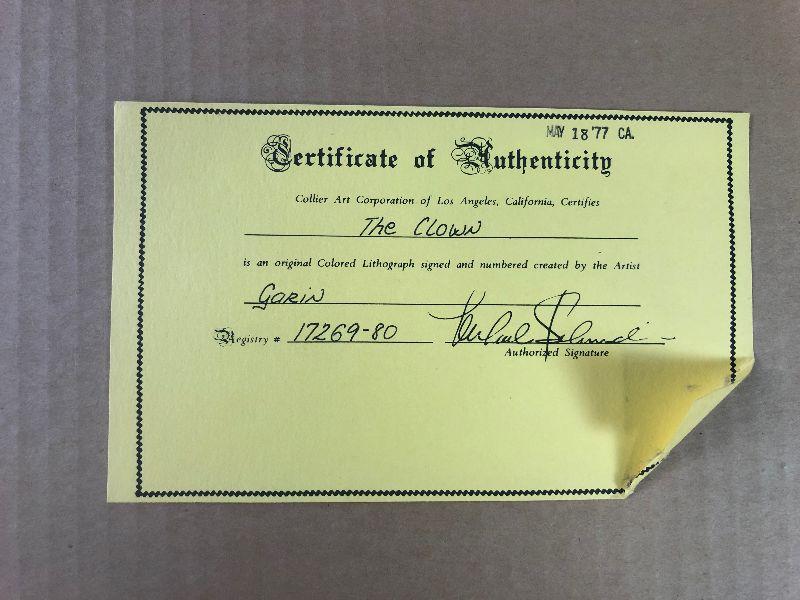 MAY 18 '77 CA.
Certificate of Authenticity
Collier Art Corporation of Los Angeles, California, Certifies
The Clown
is an original Colored Lithograph signed and numbered created by the Artist
Gorin
Registry # 17269-80
Authorized Signature